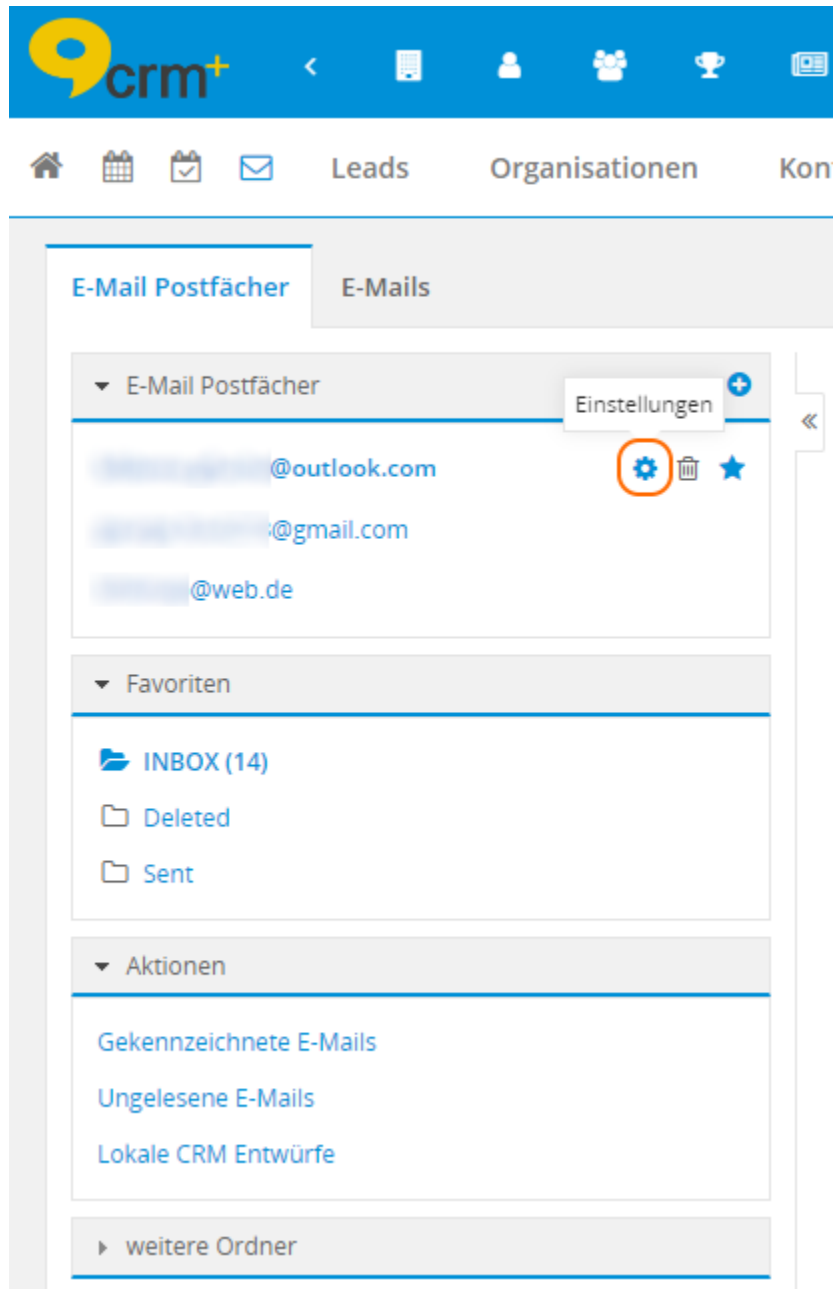 crm+
Leads Organisationen
E-Mail Postfächer E-Mails
E-Mail Postfächer
Einstellungen
@outlook.com
@gmail.com
@web.de
Favoriten
INBOX (14)
Deleted
Sent
Aktionen
Gekennzeichnete E-Mails
Ungelesene E-Mails
Lokale CRM Entwürfe
weitere Ordner